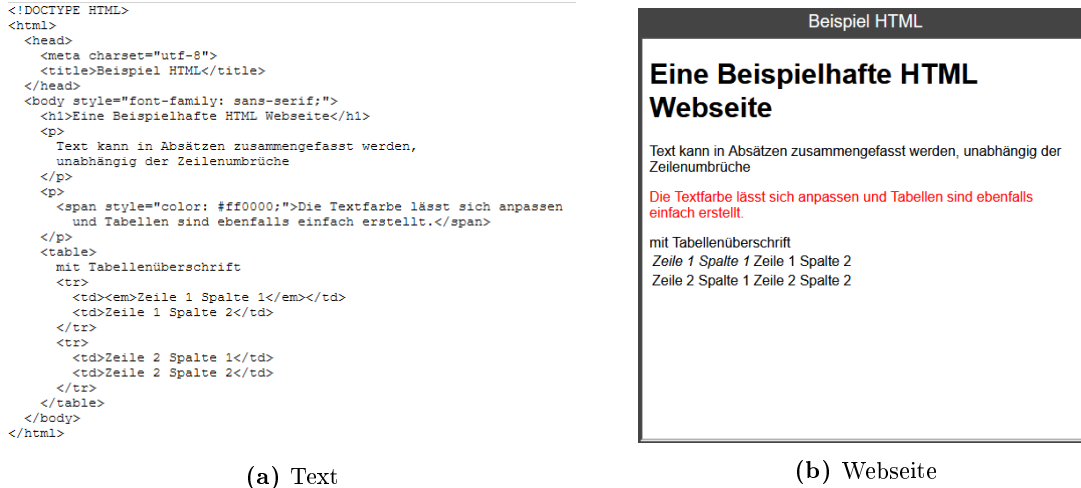 <!DOCTYPE HTML>
<html>
  <head>
    <meta charset="utf-8">
    <title>Beispiel HTML</title>
  </head>
  <body style="font-family: sans-serif;">
    <h1>Eine Beispielhafte HTML Webseite</h1>
    <p>
      Text kann in Absätzen zusammengefasst werden,
      unabhängig der Zeilenumbrüche
    </p>
    <p>
      <span style="color: #ff0000;">Die Textfarbe lässt sich anpassen
        und Tabellen sind ebenfalls einfach erstellt.</span>
    </p>
    <table>
      mit Tabellenüberschrift
      <tr>
        <td><em>Zeile 1 Spalte 1</em></td>
        <td>Zeile 1 Spalte 2</td>
      </tr>
      <tr>
        <td>Zeile 2 Spalte 1</td>
        <td>Zeile 2 Spalte 2</td>
      </tr>
    </table>
  </body>
</html>
(a) Text
Beispiel HTML
Eine Beispielhafte HTML
Webseite
Text kann in Absätzen zusammengefasst werden, unabhängig der
Zeilenumbrüche
Die Textfarbe lässt sich anpassen und Tabellen sind ebenfalls
einfach erstellt.
mit Tabellenüberschrift
Zeile 1 Spalte 1 Zeile 1 Spalte 2
Zeile 2 Spalte 1 Zeile 2 Spalte 2
(b) Webseite